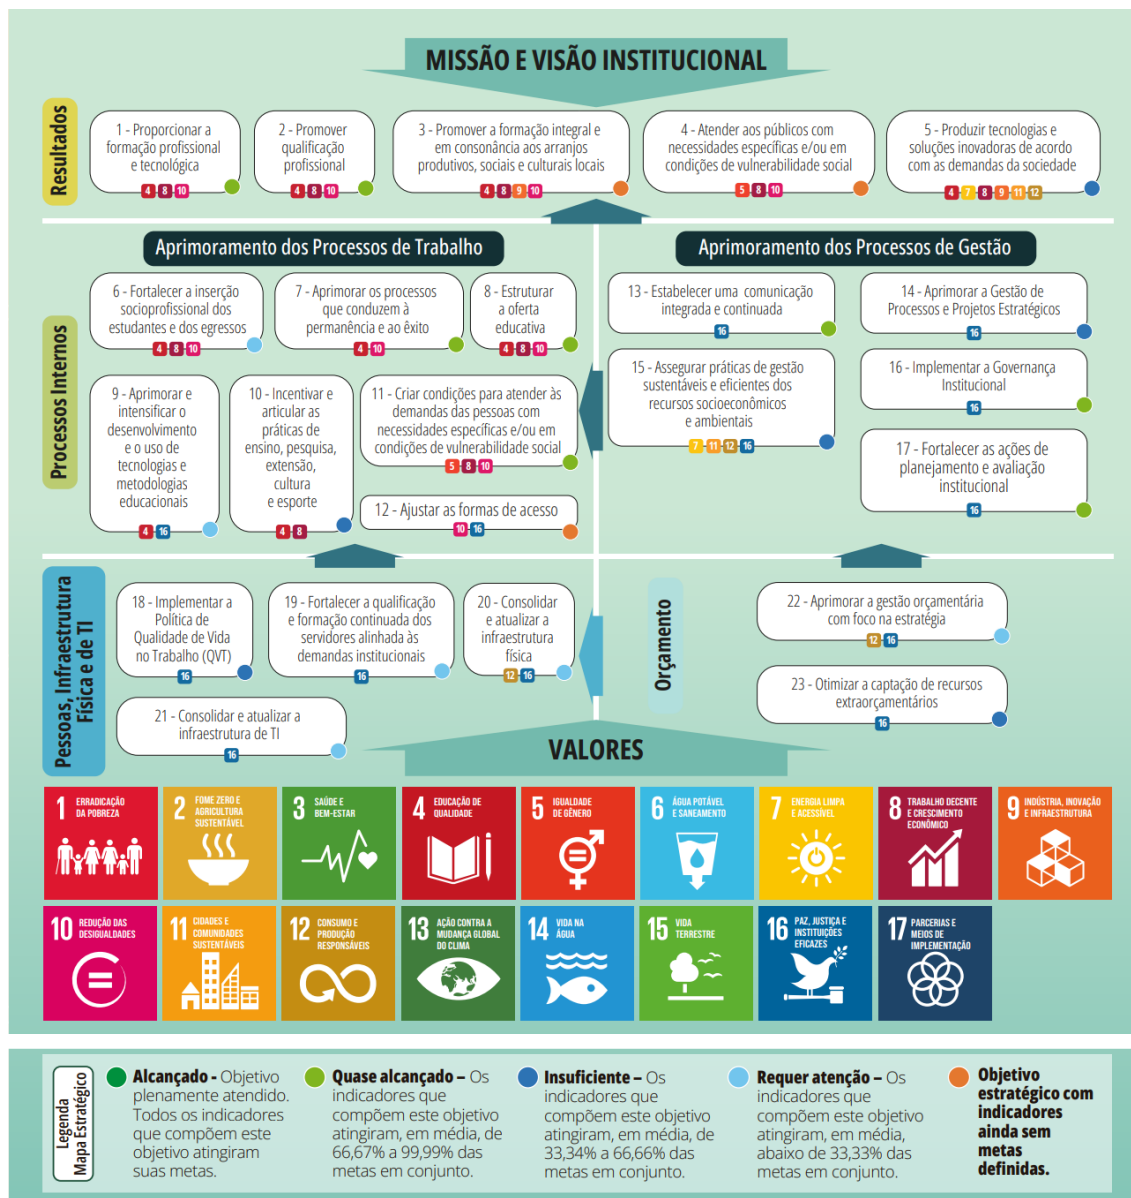 MISSÃO E VISÃO INSTITUCIONAL
Resultados
1 - Proporcionar a
formação profissional
e tecnológica
4 8 10
2 - Promover
qualificação
profissional
4 8 10
3 - Promover a formação integral e
em consonância aos arranjos
produtivos, sociais e culturais locais
4 8 9 10
4 - Atender aos públicos com
necessidades específicas e/ou em
condições de vulnerabilidade social
5 8 10
5 - Produzir tecnologias e
soluções inovadoras de acordo
com as demandas da sociedade
4 7 8 9 11 12
Processos Internos
Aprimoramento dos Processos de Trabalho
6 - Fortalecer a inserção
socioprofissional dos
estudantes e dos egressos
4 8 10
7 - Aprimorar os processos
que conduzem à
permanência e ao êxito
4 10
8 - Estruturar
a oferta
educativa
4 8 10
9 - Aprimorar e
intensificar o
desenvolvimento
e o uso de
tecnologias e
metodologias
educacionais
4 16
10 - Incentivar e
articular as
práticas de
ensino, pesquisa,
extensão,
cultura
e esporte
4 8
11 - Criar condições para atender às
demandas das pessoas com
necessidades específicas e/ou em
condições de vulnerabilidade social
5 8 10
12 - Ajustar as formas de acesso
10 16
Aprimoramento dos Processos de Gestão
13 - Estabelecer uma comunicação
integrada e continuada
16
14 - Aprimorar a Gestão de
Processos e Projetos Estratégicos
16
15 - Assegurar práticas de gestão
sustentáveis e eficientes dos
recursos socioeconômicos
e ambientais
7 11 12 16
16 - Implementar a Governança
Institucional
16
17 - Fortalecer as ações de
planejamento e avaliação
institucional
16
Pessoas, Infraestrutura
Física e de TI
18 - Implementar a
Política de
Qualidade de Vida
no Trabalho (QVT)
16
19 - Fortalecer a qualificação
e formação continuada dos
servidores alinhada às
demandas institucionais
16
20 - Consolidar
e atualizar a
infraestrutura
física
12 16
21 - Consolidar e atualizar a
infraestrutura de TI
16
Orçamento
22 - Aprimorar a gestão orçamentária
com foco na estratégia
12 16
23 - Otimizar a captação de recursos
extraorçamentários
16
VALORES
1 ERRADICAÇÃO
DA POBREZA
2 FOME ZERO E
AGRICULTURA
SUSTENTÁVEL
3 SAÚDE E
BEM-ESTAR
4 EDUCAÇÃO DE
QUALIDADE
5 IGUALDADE
DE GÊNERO
6 ÁGUA POTÁVEL
E SANEAMENTO
7 ENERGIA LIMPA
E ACESSÍVEL
8 TRABALHO DECENTE
E CRESCIMENTO
ECONÔMICO
9 INDÚSTRIA, INOVAÇÃO
E INFRAESTRUTURA
10 REDUÇÃO DAS
DESIGUALDADES
11 CIDADES E
COMUNIDADES
SUSTENTÁVEIS
12 CONSUMO E
PRODUÇÃO
RESPONSÁVEIS
13 AÇÃO CONTRA A
MUDANÇA GLOBAL
DO CLIMA
14 VIDA NA
ÁGUA
15 VIDA
TERRESTRE
16 PAZ, JUSTIÇA E
INSTITUIÇÕES
EFICAZES
17 PARCERIAS E
MEIOS DE
IMPLEMENTAÇÃO
Legenda
Mapa Estratégico
Alcançado - Objetivo
plenamente atendido.
Todos os indicadores
que compõem este
objetivo atingiram
suas metas.
Quase alcançado – Os
indicadores que
compõem este objetivo
atingiram, em média, de
66,67% a 99,99% das
metas em conjunto.
Insuficiente – Os
indicadores que
compõem este objetivo
atingiram, em média, de
33,34% a 66,66% das
metas em conjunto.
Requer atenção – Os
indicadores que
compõem este objetivo
atingiram, em média,
abaixo de 33,33% das
metas em conjunto.
Objetivo
estratégico com
indicadores
ainda sem
metas
definidas.